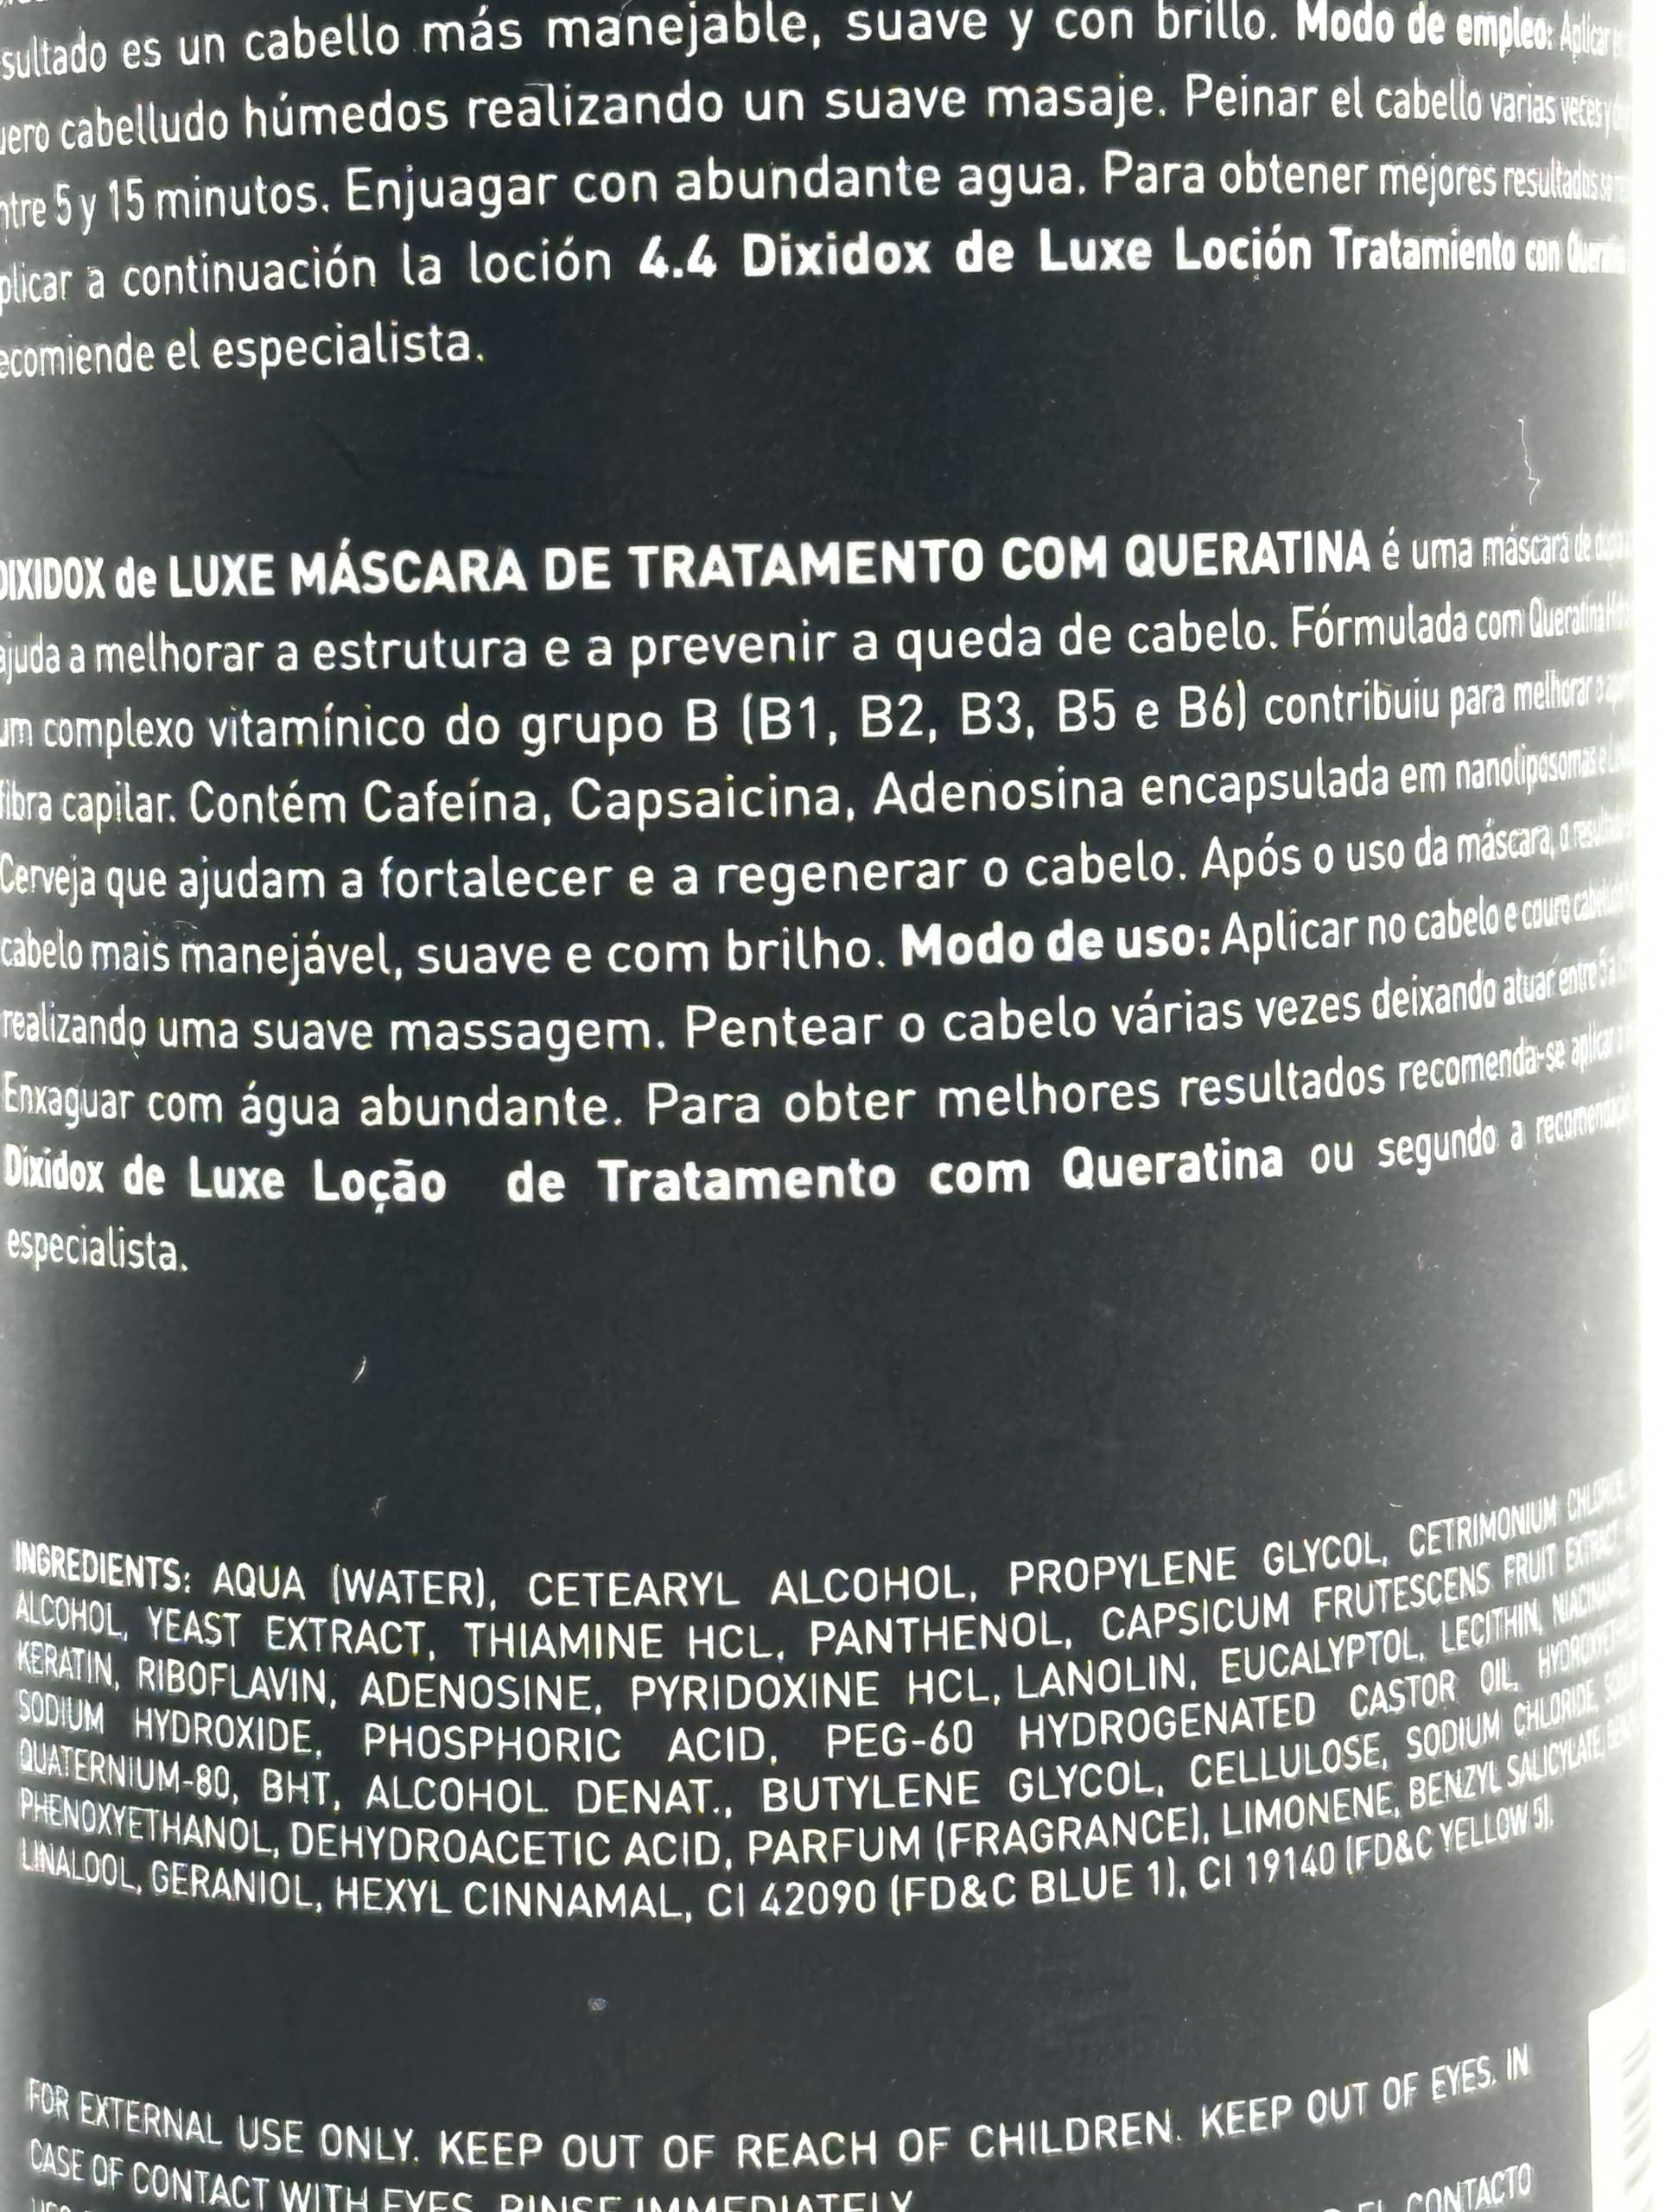 sultado es un cabello más manejable, suave y con brillo. Modo de empleo: Aplicar
uero cabelludo húmedos realizando un suave masaje. Peinar el cabello varias veces y
ntre 5 y 15 minutos. Enjuagar con abundante agua. Para obtener mejores resultados se
plicar a continuación la loción 4.4 Dixidox de Luxe Loción Tratamiento con
ecomiende el especialista.
DIXIDOX de LUXE MÁSCARA DE TRATAMENTO COM QUERATINA é uma máscara de
ajuda a melhorar a estrutura e a prevenir a queda de cabelo. Fórmulada com Queratina
um complexo vitamínico do grupo B (B1, B2, B3, B5 e B6) contribuiu para melhorar o
fibra capilar. Contém Cafeína, Capsaicina, Adenosina encapsulada em nanoliposomas e
Cerveja que ajudam a fortalecer e a regenerar o cabelo. Após o uso da máscara, o
cabelo mais manejável, suave e com brilho. Modo de uso: Aplicar no cabelo e couro
realizando uma suave massagem. Pentear o cabelo várias vezes deixando atuar entre 5 a
Enxaguar com água abundante. Para obter melhores resultados recomenda-se aplicar a
Dixidox de Luxe Loção de Tratamento com Queratina ou segundo a
especialista.
INGREDIENTS: AQUA (WATER), CETEARYL ALCOHOL, PROPYLENE GLYCOL, CETRIMONIUM CHLORIDE,
ALCOHOL, YEAST EXTRACT, THIAMINE HCL, PANTHENOL, CAPSICUM FRUTESCENS FRUIT EXTRACT,
KERATIN, RIBOFLAVIN, ADENOSINE, PYRIDOXINE HCL, LANOLIN, EUCALYPTOL, LECITHIN, NIACINAMIDE,
SODIUM HYDROXIDE, PHOSPHORIC ACID, PEG-60 HYDROGENATED CASTOR OIL,
QUATERNIUM-80, BHT, ALCOHOL DENAT., BUTYLENE GLYCOL, CELLULOSE, SODIUM CHLORIDE,
PHENOXYETHANOL, DEHYDROACETIC ACID, PARFUM (FRAGRANCE), LIMONENE, BENZYL SALICYLATE,
LINALOOL, GERANIOL, HEXYL CINNAMAL, CI 42090 (FD&C BLUE 1), CI 19140 (FD&C YELLOW 5).
FOR EXTERNAL USE ONLY. KEEP OUT OF REACH OF CHILDREN. KEEP OUT OF EYES. IN
CASE OF CONTACT WITH EYES, RINSE IMMEDIATELY
EL CONTACTO